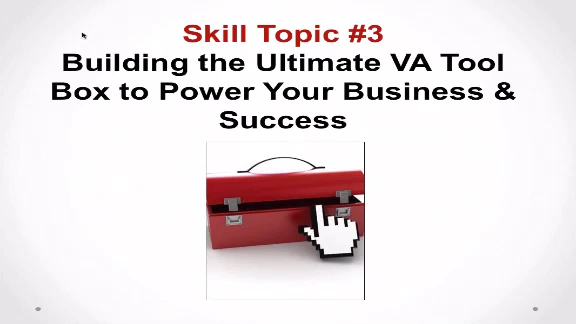 Skill Topic #3
Building the Ultimate VA Tool
Box to Power Your Business &
Success